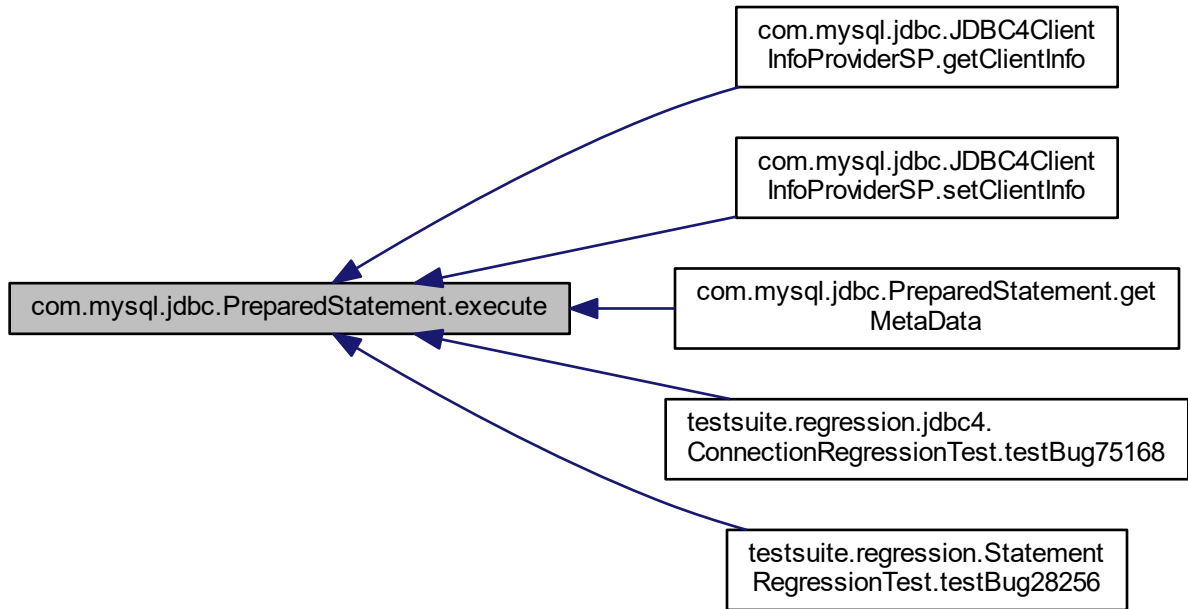 com.mysql.jdbc.JDBC4Client
InfoProviderSP.getClientInfo
com.mysql.jdbc.JDBC4Client
InfoProviderSP.setClientInfo
com.mysql.jdbc.PreparedStatement.execute
com.mysql.jdbc.PreparedStatement.get
MetaData
testsuite.regression.jdbc4.
ConnectionRegressionTest.testBug75168
testsuite.regression.Statement
RegressionTest.testBug28256